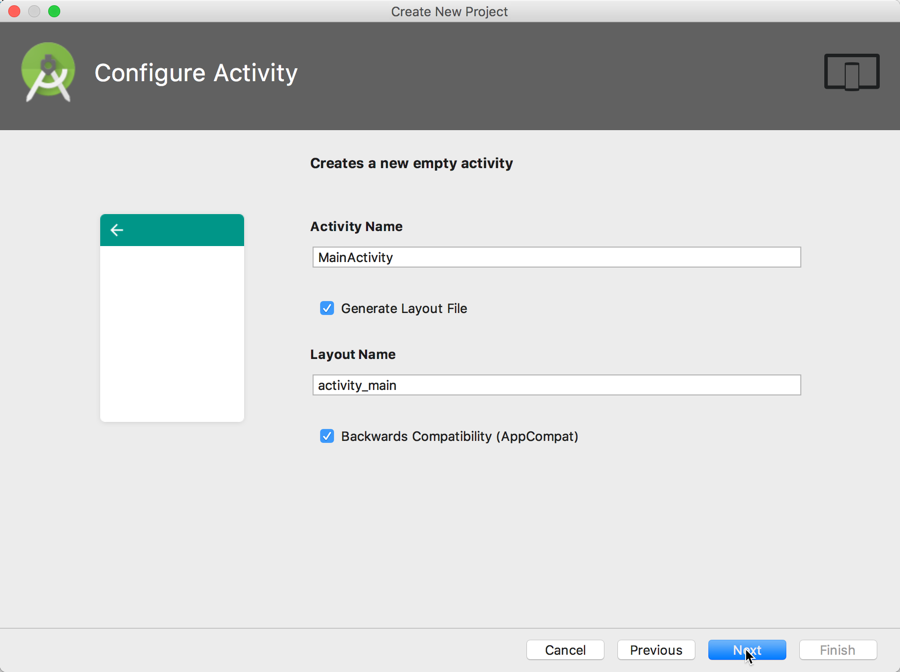 Create New Project
Configure Activity
Creates a new empty activity
Activity Name
MainActivity
Generate Layout File
Layout Name
activity_main
Backwards Compatibility (AppCompat)
Cancel
Previous
Next
Finish